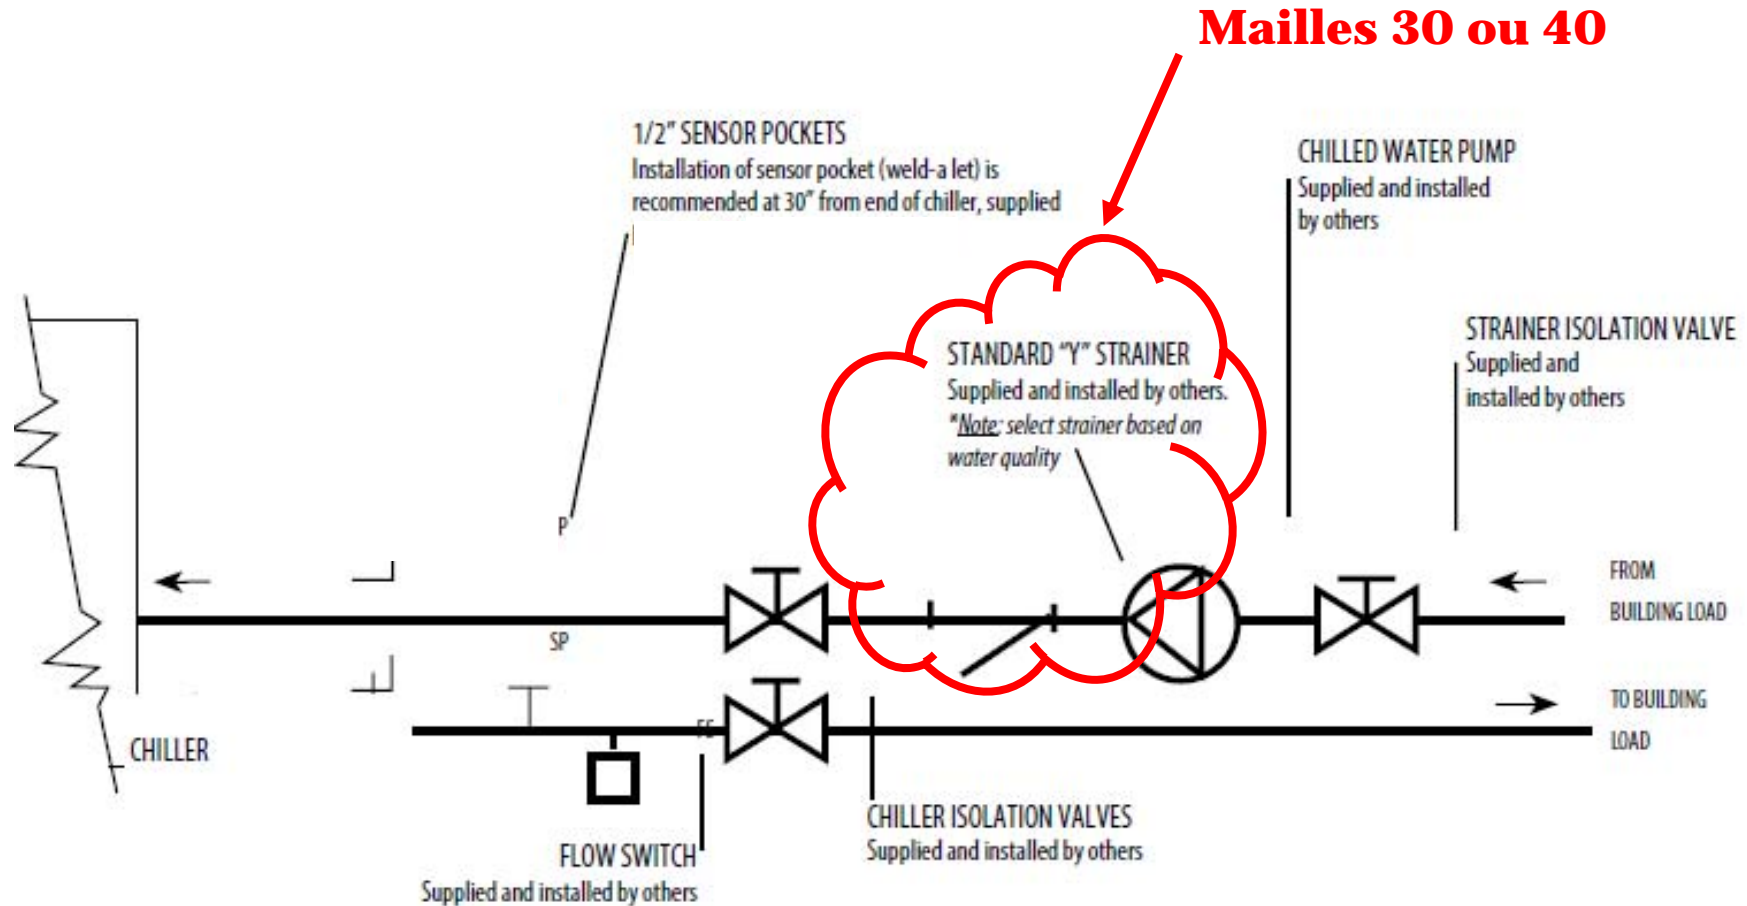 Mailles 30 ou 40
1/2" SENSOR POCKETS
Installation of sensor pocket (weld-a let) is
recommended at 30" from end of chiller, supplied
CHILLED WATER PUMP
Supplied and installed
by others
STANDARD "Y" STRAINER
Supplied and installed by others.
*Note: select strainer based on
water quality
STRAINER ISOLATION VALVE
Supplied and
installed by others
P
FROM
BUILDING LOAD
SP
TO BUILDING
LOAD
CHILLER
CHILLER ISOLATION VALVES
Supplied and installed by others
FLOW SWITCH
Supplied and installed by others